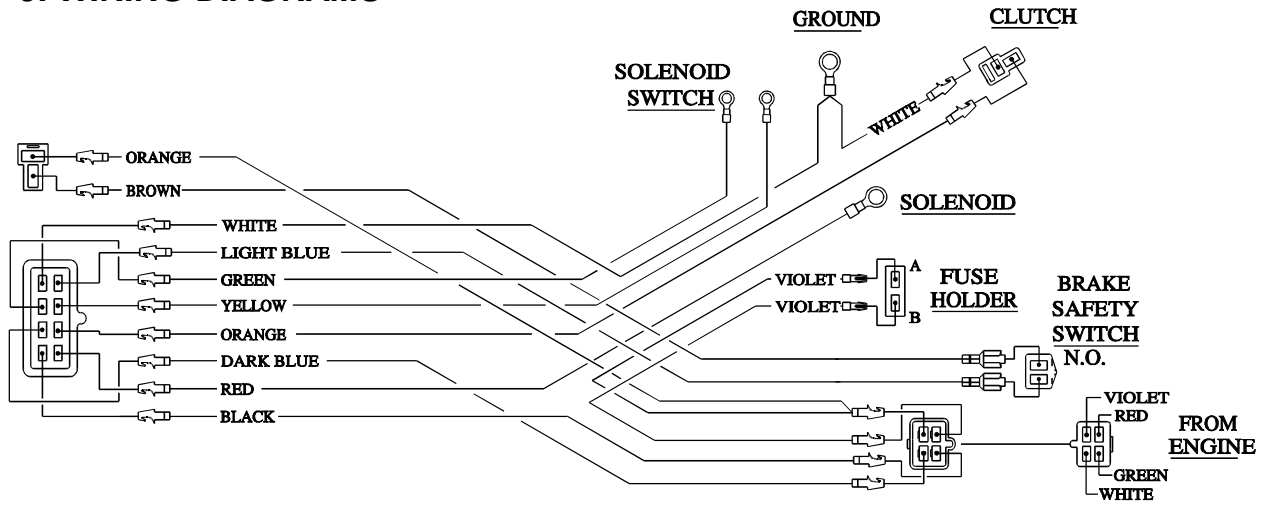 GROUND
CLUTCH
SOLENOID
SWITCH
WHITE
ORANGE
BROWN
SOLENOID
WHITE
LIGHT BLUE
GREEN
YELLOW
ORANGE
DARK BLUE
RED
BLACK
VIOLET
VIOLET
A
B
FUSE
HOLDER
BRAKE
SAFETY
SWITCH
N.O.
VIOLET
RED
FROM
ENGINE
GREEN
WHITE